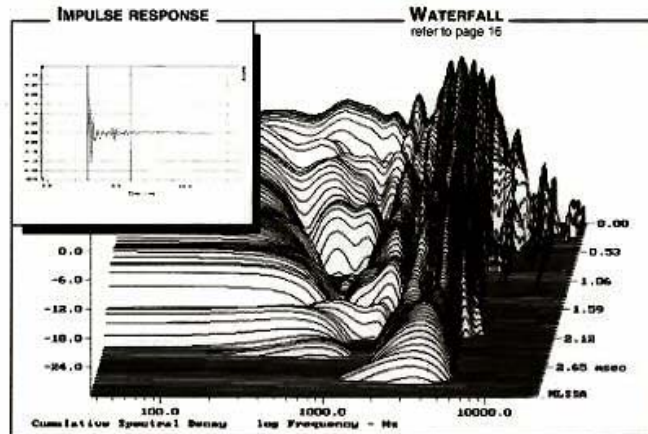 IMPULSE RESPONSE
WATERFALL
refer to page 16
0.0
-6.0
-12.0
-18.0
-24.0
0.00
0.53
1.06
1.59
2.12
2.65 msec
MLSSA
100.0
1000.0
10000.0
Cumulative Spectral Decay
log Frequency - Hz